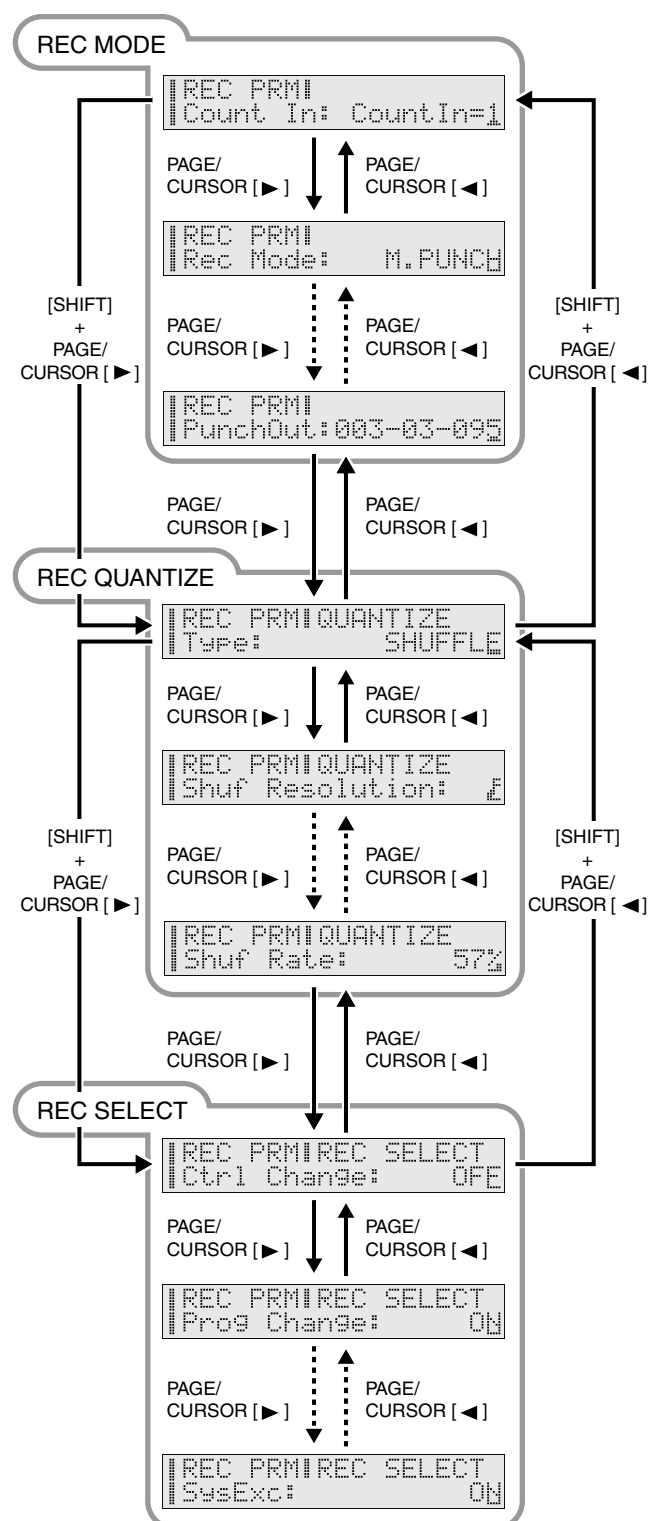 REC MODE
REC PRM
Count In: CountIn=1
PAGE/
CURSOR [ ▶ ]
PAGE/
CURSOR [ ◀ ]
REC PRM
Rec Mode: M.PUNCH
[SHIFT]
+
PAGE/
CURSOR [ ▶ ]
PAGE/
CURSOR [ ▶ ]
PAGE/
CURSOR [ ◀ ]
[SHIFT]
+
PAGE/
CURSOR [ ◀ ]
REC PRM
PunchOut:003-03-095
PAGE/
CURSOR [ ▶ ]
PAGE/
CURSOR [ ◀ ]
REC QUANTIZE
REC PRM QUANTIZE
Type: SHUFFLE
PAGE/
CURSOR [ ▶ ]
PAGE/
CURSOR [ ◀ ]
REC PRM QUANTIZE
Shuf Resolution:
[SHIFT]
+
PAGE/
CURSOR [ ▶ ]
PAGE/
CURSOR [ ▶ ]
PAGE/
CURSOR [ ◀ ]
[SHIFT]
+
PAGE/
CURSOR [ ◀ ]
REC PRM QUANTIZE
Shuf Rate: 57%
PAGE/
CURSOR [ ▶ ]
PAGE/
CURSOR [ ◀ ]
REC SELECT
REC PRM REC SELECT
Ctrl Change: OFF
PAGE/
CURSOR [ ▶ ]
PAGE/
CURSOR [ ◀ ]
REC PRM REC SELECT
Prog Change: ON
PAGE/
CURSOR [ ▶ ]
PAGE/
CURSOR [ ◀ ]
REC PRM REC SELECT
SysExc: ON